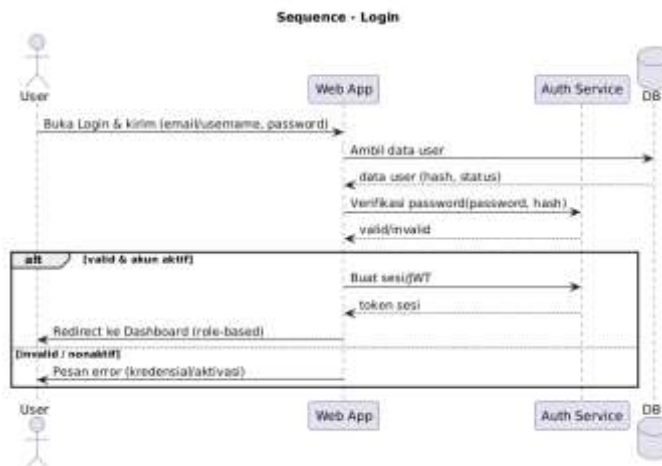 Sequence - Login
User
Web App
Auth Service
DB
Buka Login & kirim (email/username, password)
Ambil data user
data user (hash, status)
Verifikasi password(password, hash)
valid/invalid
alt [valid & akun aktif]
Buat sesi/JWT
token sesi
Redirect ke Dashboard (role-based)
[invalid / nonaktif]
Pesan error (kredensial/aktivasi)
User
Web App
Auth Service
DB